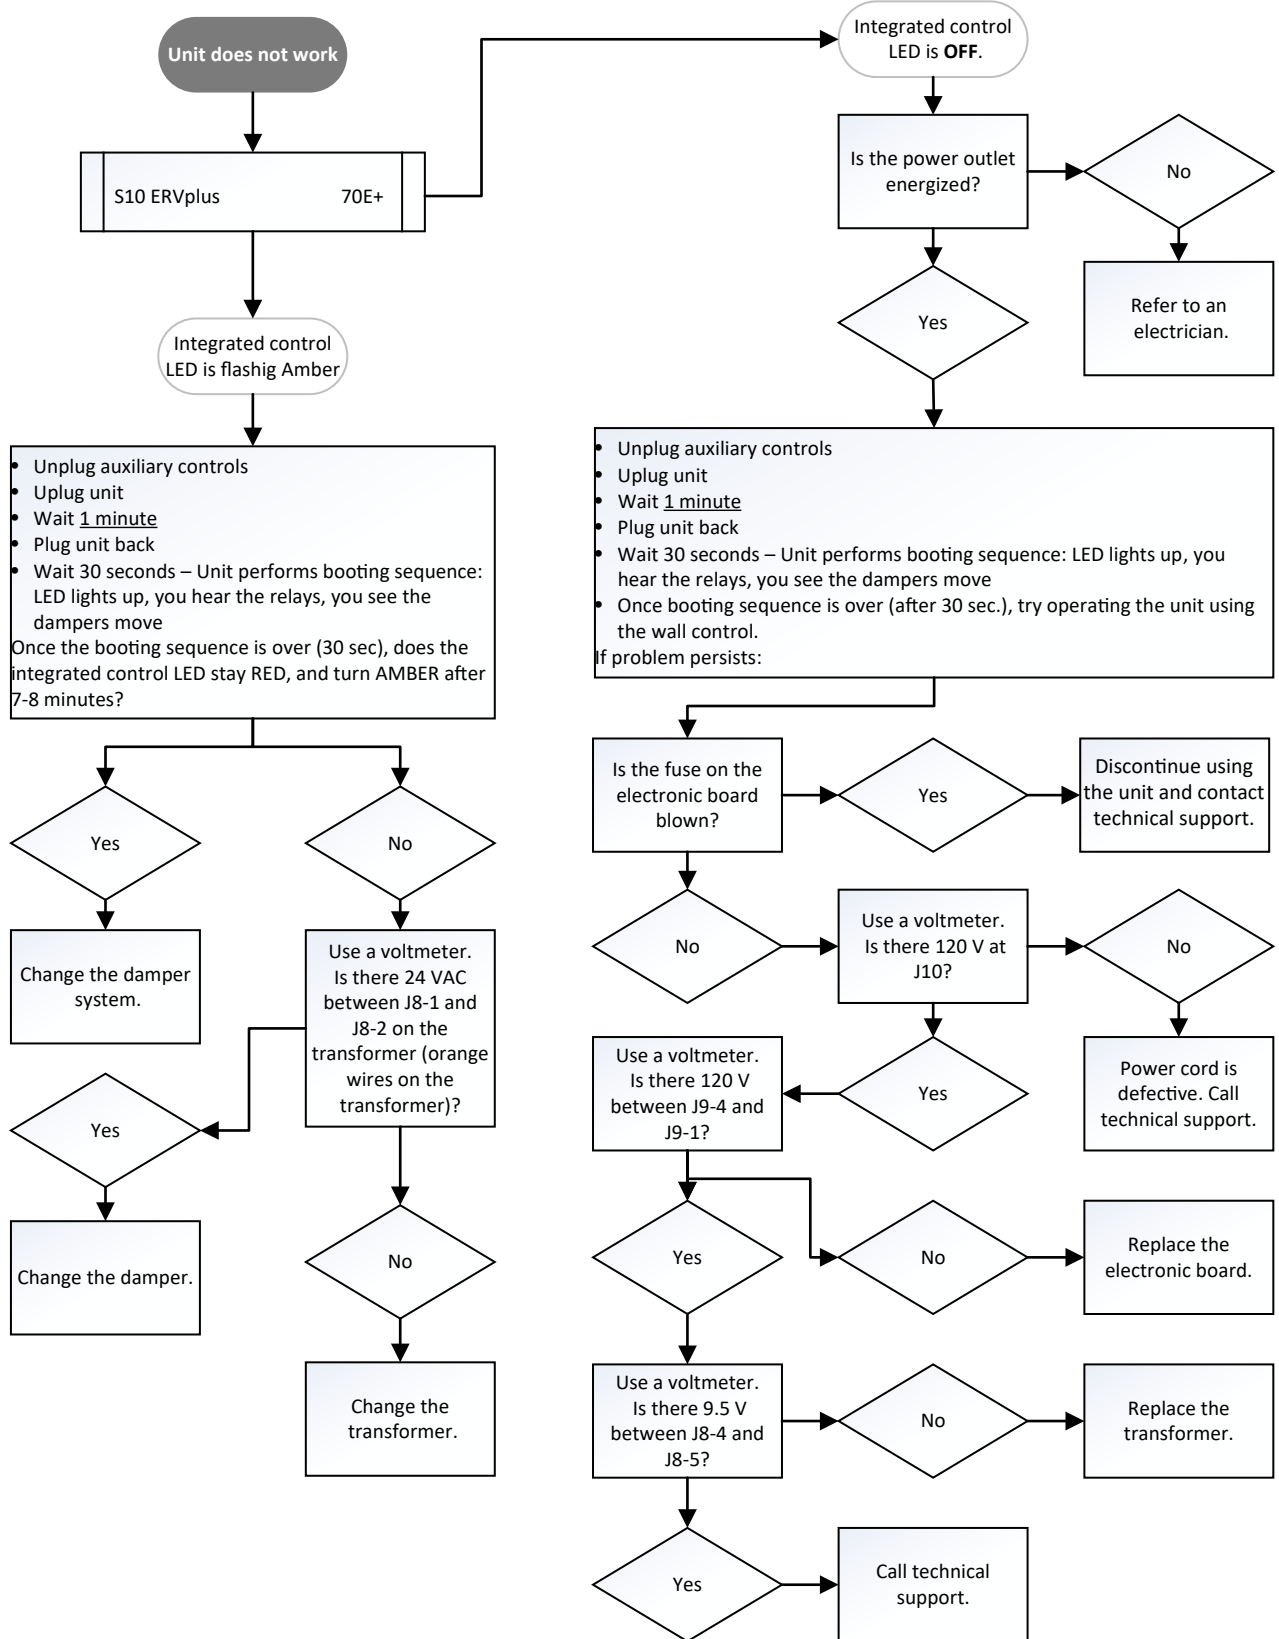 Unit does not work
S10 ERVplus 70E+
Integrated control
LED is flashig Amber
• Unplug auxiliary controls
• Uplug unit
• Wait 1 minute
• Plug unit back
• Wait 30 seconds – Unit performs booting sequence:
LED lights up, you hear the relays, you see the
dampers move
Once the booting sequence is over (30 sec), does the
integrated control LED stay RED, and turn AMBER after
7-8 minutes?
Yes
No
Change the damper
system.
Use a voltmeter.
Is there 24 VAC
between J8-1 and
J8-2 on the
transformer (orange
wires on the
transformer)?
Yes
Change the damper.
No
Change the
transformer.
Integrated control
LED is OFF.
Is the power outlet
energized?
No
Refer to an
electrician.
Yes
• Unplug auxiliary controls
• Uplug unit
• Wait 1 minute
• Plug unit back
• Wait 30 seconds – Unit performs booting sequence: LED lights up, you
hear the relays, you see the dampers move
• Once booting sequence is over (after 30 sec.), try operating the unit using
the wall control.
If problem persists:
Is the fuse on the
electronic board
blown?
Yes
Discontinue using
the unit and contact
technical support.
No
Use a voltmeter.
Is there 120 V at
J10?
No
Power cord is
defective. Call
technical support.
Yes
Use a voltmeter.
Is there 120 V
between J9-4 and
J9-1?
Yes
No
Replace the
electronic board.
Use a voltmeter.
Is there 9.5 V
between J8-4 and
J8-5?
No
Replace the
transformer.
Yes
Call technical
support.